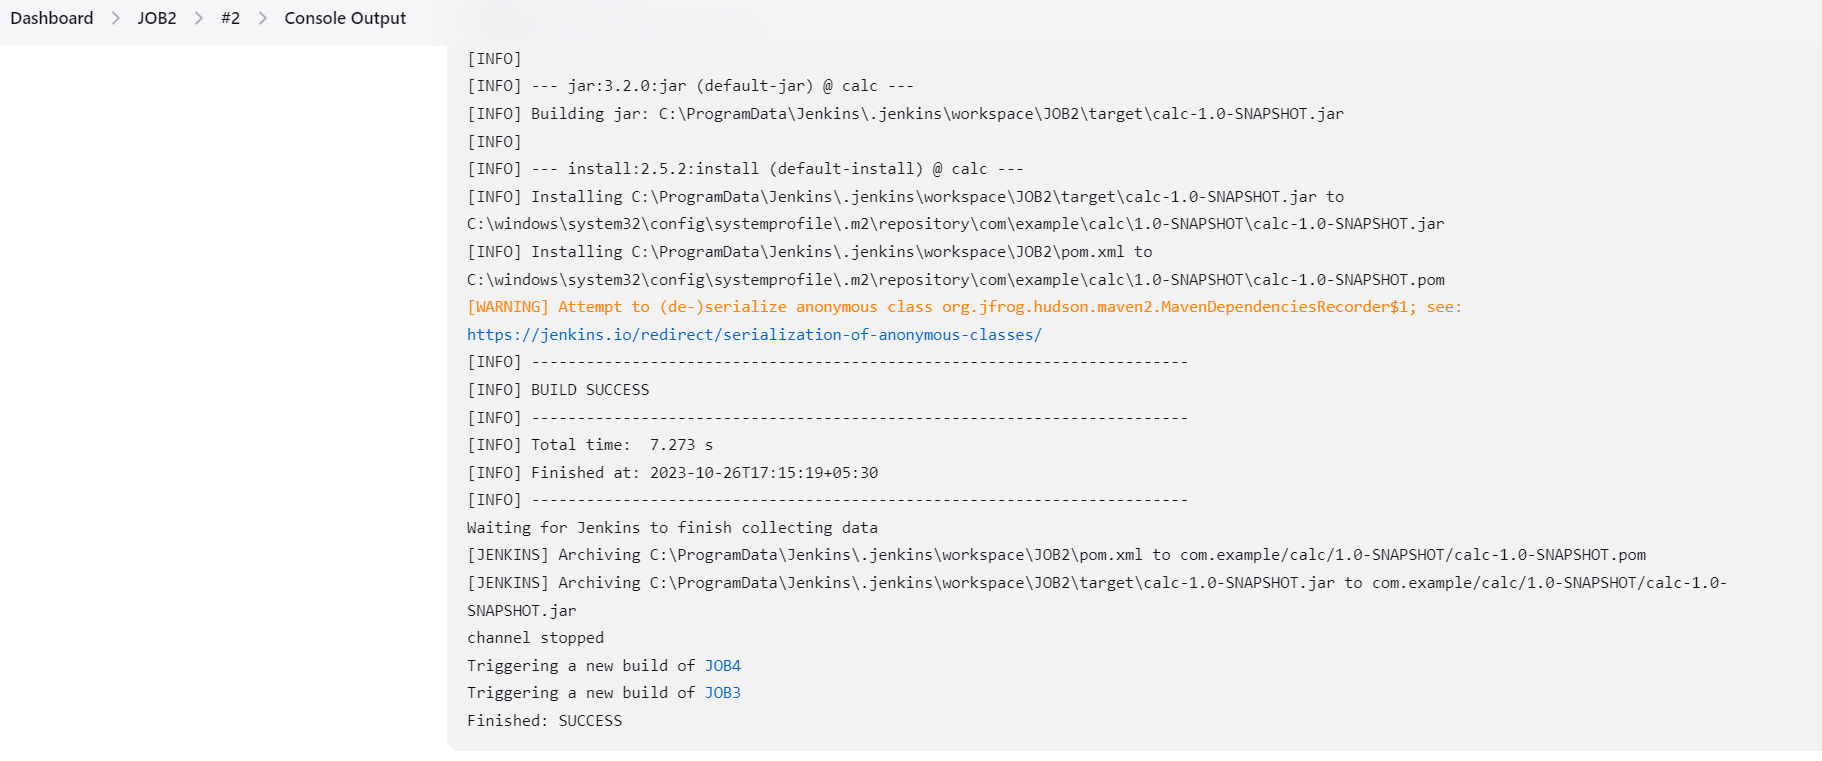 Dashboard > JOB2 > #2 > Console Output
[INFO]
[INFO] --- jar:3.2.0:jar (default-jar) @ calc ---
[INFO] Building jar: C:\ProgramData\Jenkins\.jenkins\workspace\JOB2\target\calc-1.0-SNAPSHOT.jar
[INFO]
[INFO] --- install:2.5.2:install (default-install) @ calc ---
[INFO] Installing C:\ProgramData\Jenkins\.jenkins\workspace\JOB2\target\calc-1.0-SNAPSHOT.jar to
C:\windows\system32\config\systemprofile\.m2\repository\com\example\calc\1.0-SNAPSHOT\calc-1.0-SNAPSHOT.jar
[INFO] Installing C:\ProgramData\Jenkins\.jenkins\workspace\JOB2\pom.xml to
C:\windows\system32\config\systemprofile\.m2\repository\com\example\calc\1.0-SNAPSHOT\calc-1.0-SNAPSHOT.pom
[WARNING] Attempt to (de-)serialize anonymous class org.jfrog.hudson.maven2.MavenDependenciesRecorder$1; see:
https://jenkins.io/redirect/serialization-of-anonymous-classes/
[INFO] ------------------------------------------------------------------------
[INFO] BUILD SUCCESS
[INFO] ------------------------------------------------------------------------
[INFO] Total time:  7.273 s
[INFO] Finished at: 2023-10-26T17:15:19+05:30
[INFO] ------------------------------------------------------------------------
Waiting for Jenkins to finish collecting data
[JENKINS] Archiving C:\ProgramData\Jenkins\.jenkins\workspace\JOB2\pom.xml to com.example/calc/1.0-SNAPSHOT/calc-1.0-SNAPSHOT.pom
[JENKINS] Archiving C:\ProgramData\Jenkins\.jenkins\workspace\JOB2\target\calc-1.0-SNAPSHOT.jar to com.example/calc/1.0-SNAPSHOT/calc-1.0-
SNAPSHOT.jar
channel stopped
Triggering a new build of JOB4
Triggering a new build of JOB3
Finished: SUCCESS